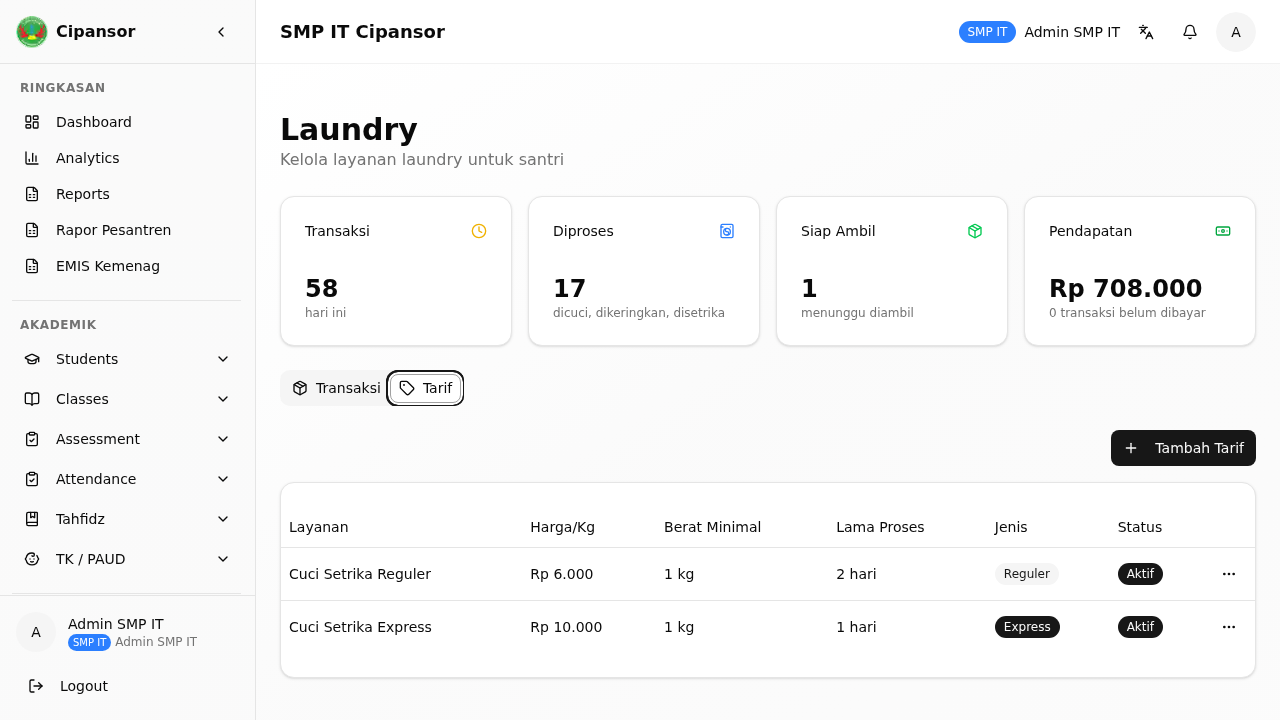 Cipansor
SMP IT Cipansor
SMP IT Admin SMP IT A
RINGKASAN
Dashboard
Analytics
Reports
Rapor Pesantren
EMIS Kemenag
AKADEMIK
Students
Classes
Assessment
Attendance
Tahfidz
TK / PAUD
A Admin SMP IT
SMP IT Admin SMP IT
Logout
Laundry
Kelola layanan laundry untuk santri
Transaksi
58
hari ini
Diproses
17
dicuci, dikeringkan, disetrika
Siap Ambil
1
menunggu diambil
Pendapatan
Rp 708.000
0 transaksi belum dibayar
Transaksi Tarif
Tambah Tarif
Layanan Harga/Kg Berat Minimal Lama Proses Jenis Status
Cuci Setrika Reguler Rp 6.000 1 kg 2 hari Reguler Aktif
Cuci Setrika Express Rp 10.000 1 kg 1 hari Express Aktif